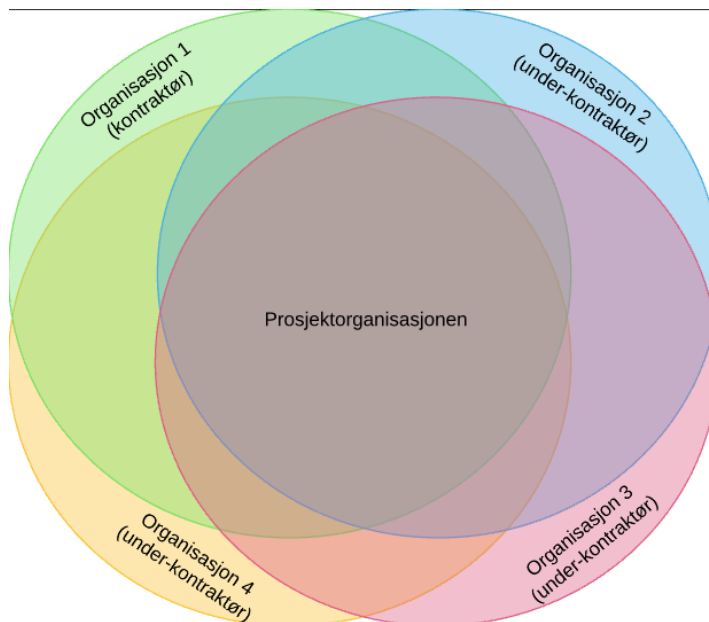 Organisasjon 1
(kontraktør)
Organisasjon 2
(under-kontraktør)
Prosjektorganisasjonen
Organisasjon 4
(under-kontraktør)
Organisasjon 3
(under-kontraktør)